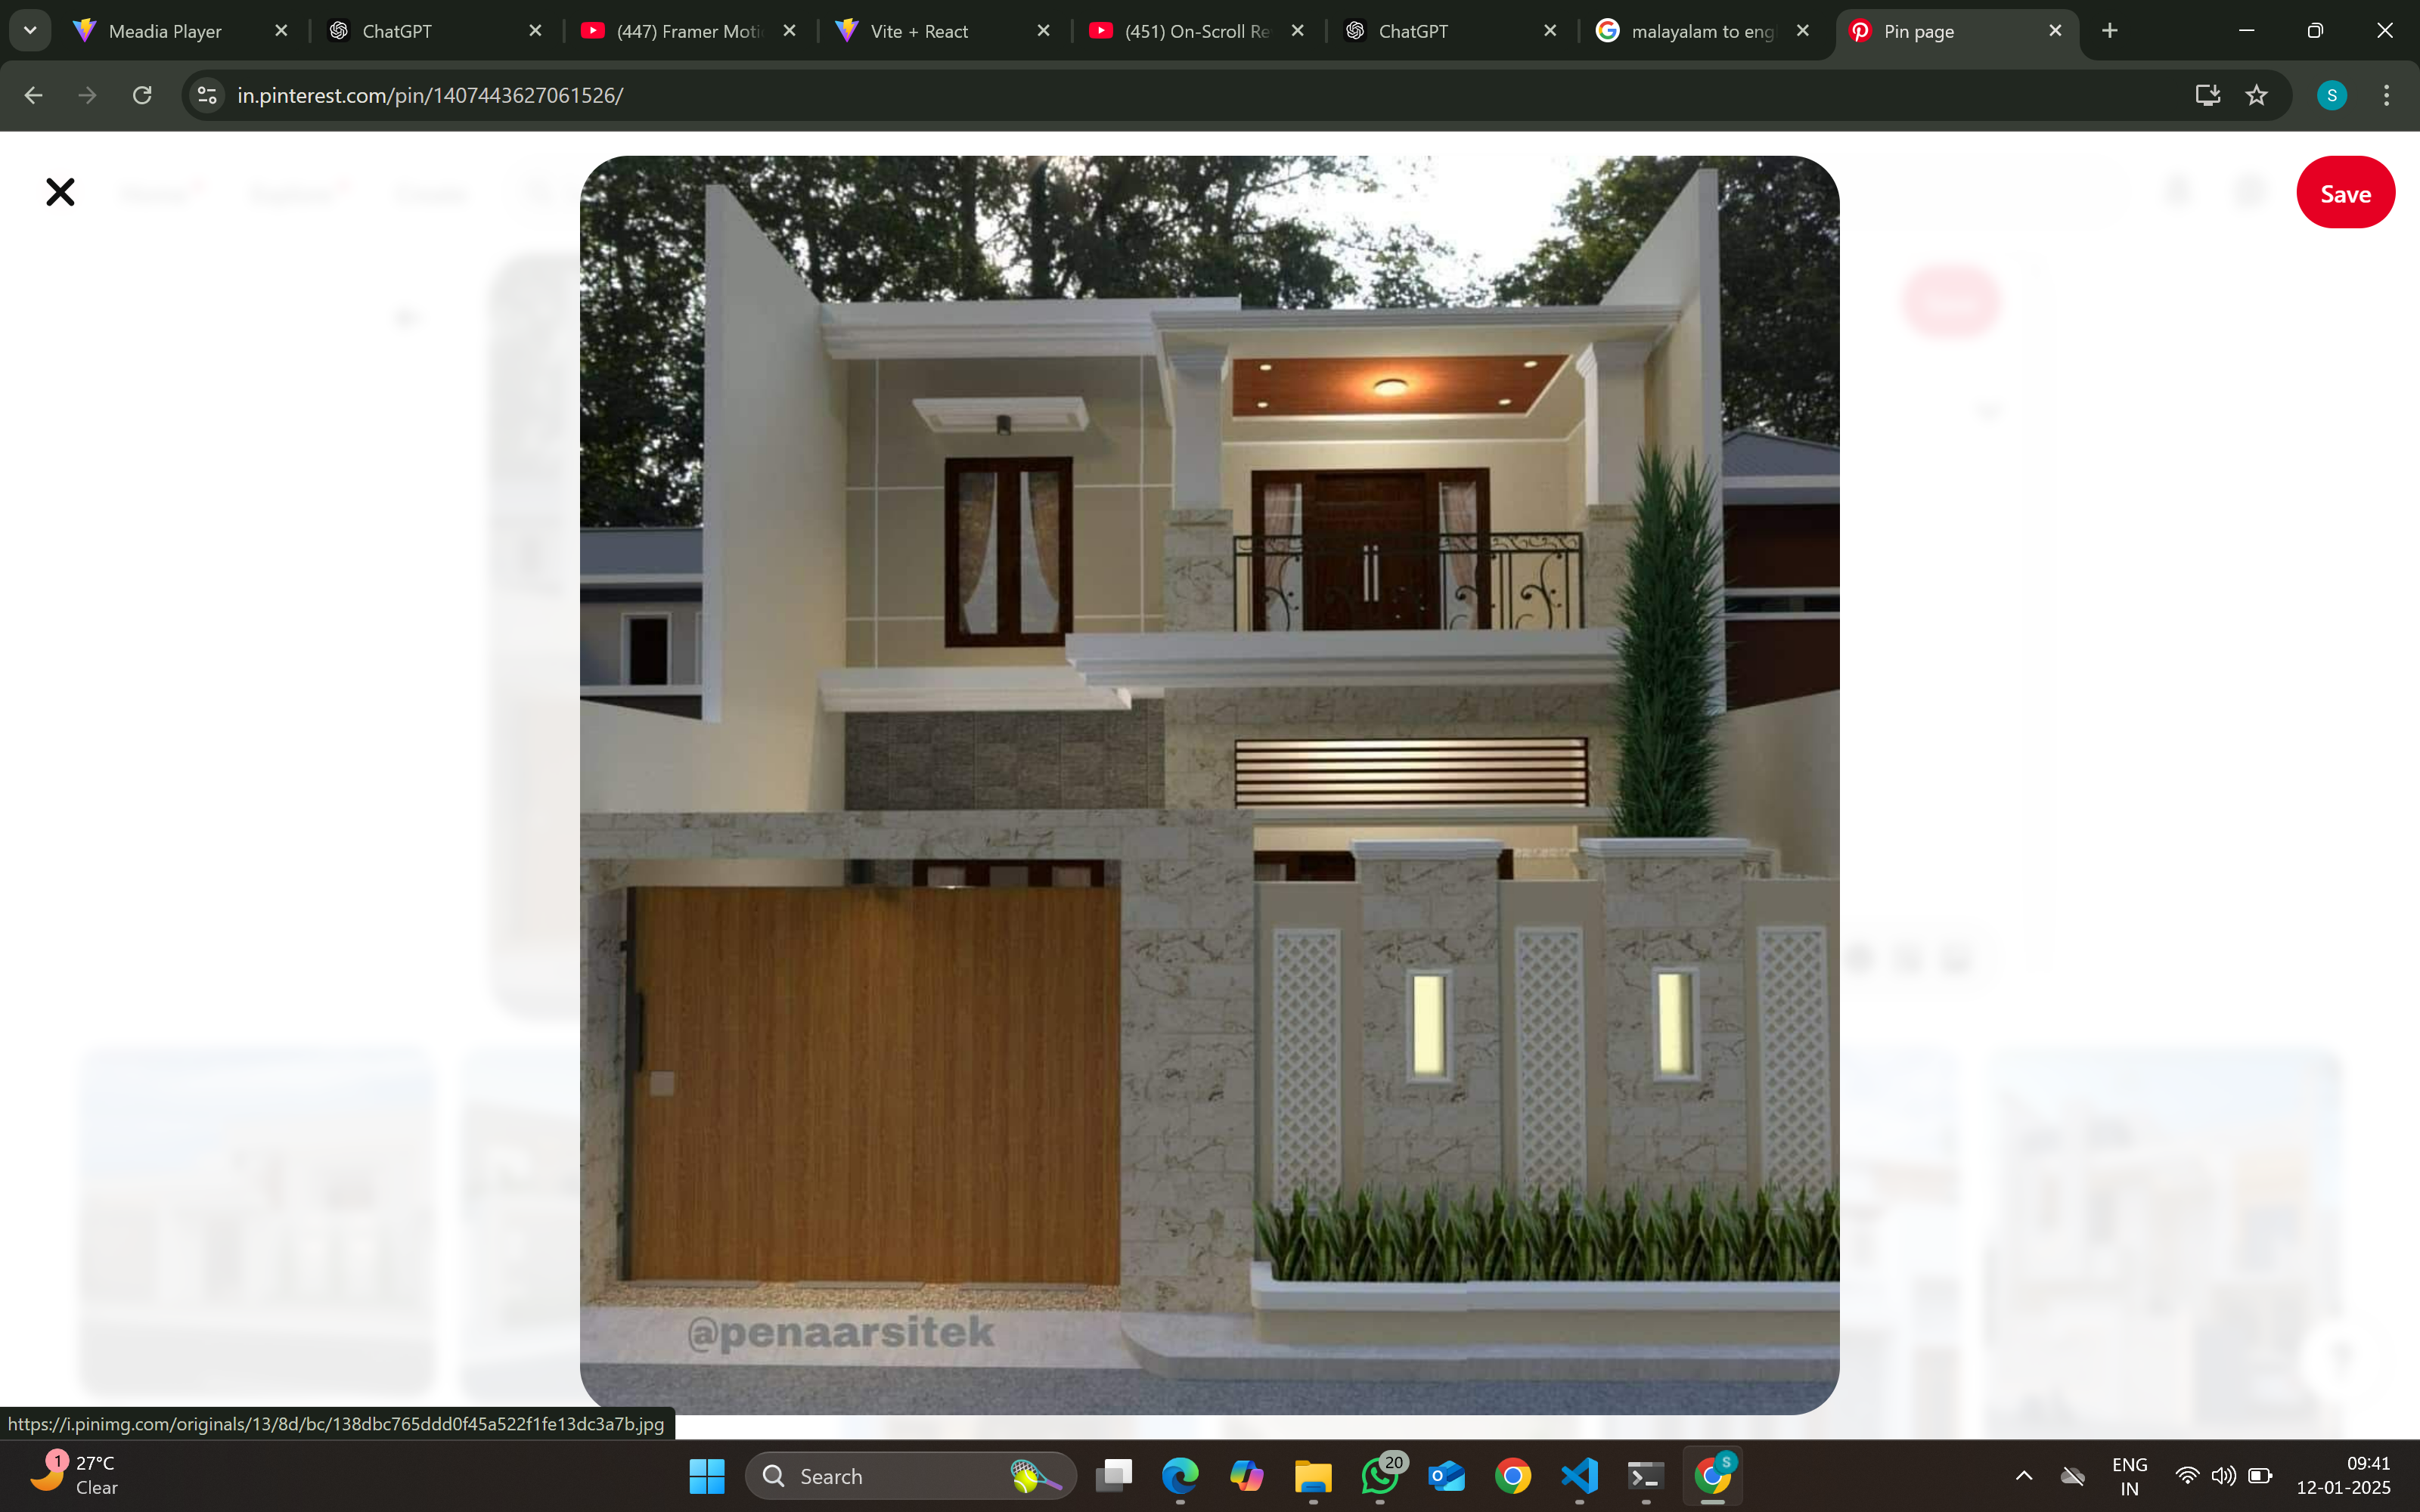 Meadia Player
ChatGPT
(447) Framer Moti
Vite + React
(451) On-Scroll Re
ChatGPT
malayalam to eng
Pin page
in.pinterest.com/pin/1407443627061526/
Save
@penaarsitek
https://i.pinimg.com/originals/13/8d/bc/138dbc765ddd0f45a522f1fe13dc3a7b.jpg
1
27°C
Clear
Search
20
S
ENG
IN
09:41
12-01-2025